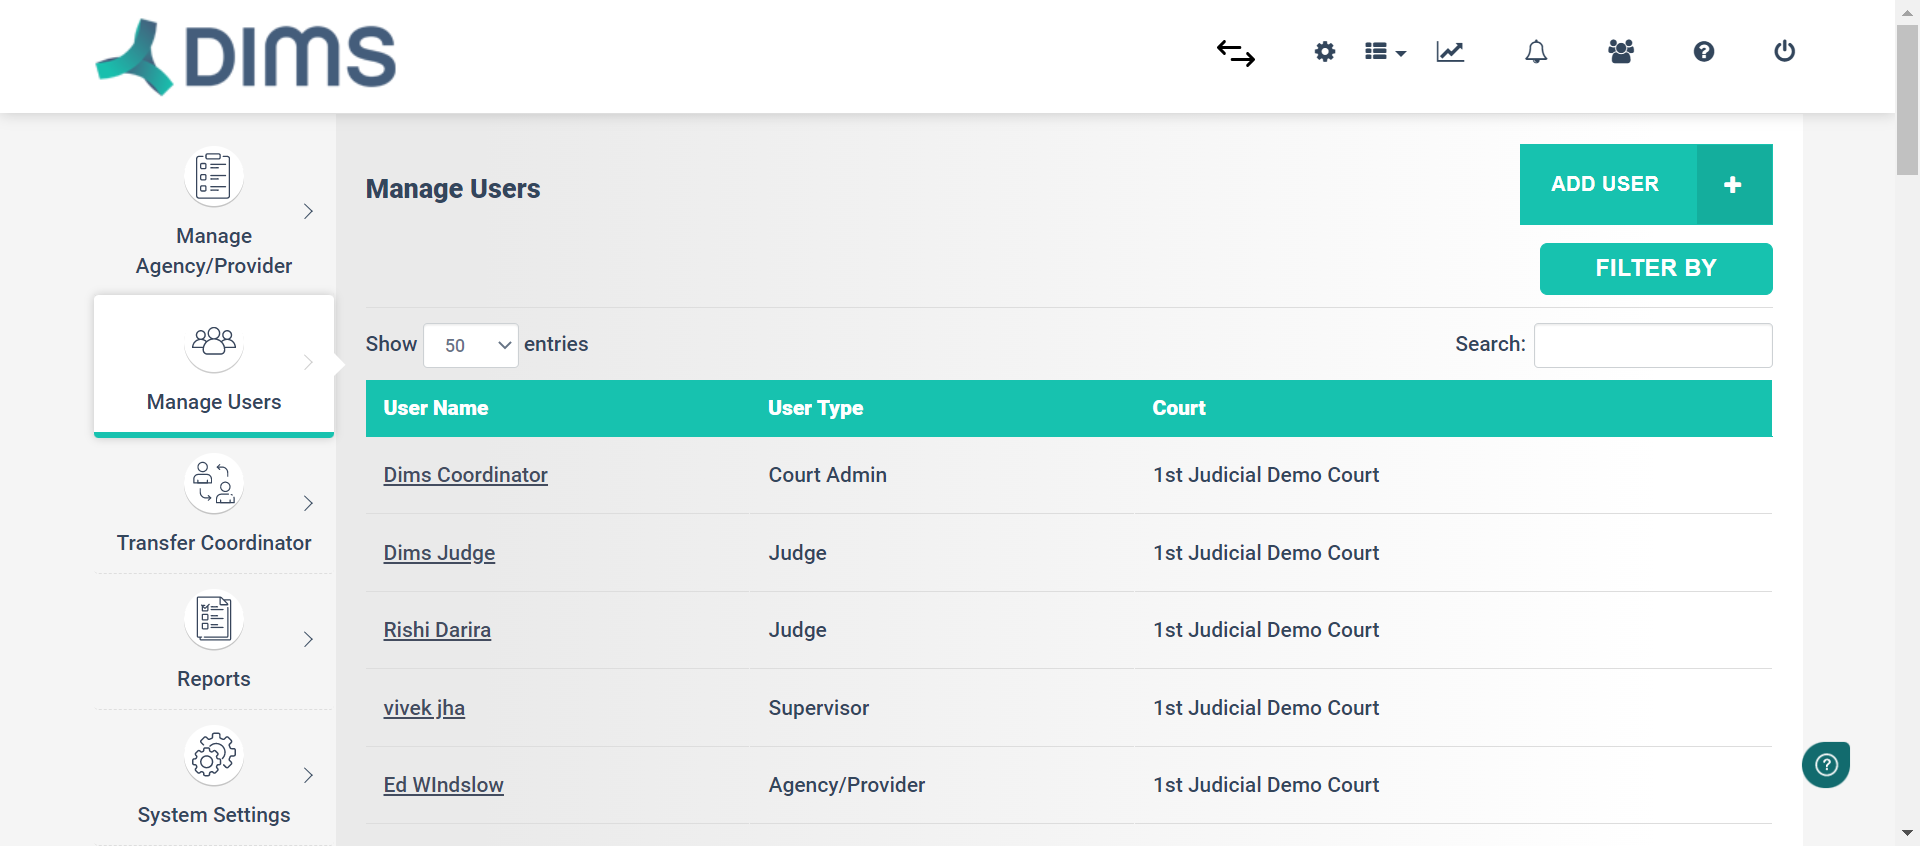 DIMS
Manage
Agency/Provider
Manage Users
Transfer Coordinator
Reports
System Settings
Manage Users
ADD USER +
FILTER BY
Show 50 entries
Search:
User Name User Type Court
Dims Coordinator Court Admin 1st Judicial Demo Court
Dims Judge Judge 1st Judicial Demo Court
Rishi Darira Judge 1st Judicial Demo Court
vivek jha Supervisor 1st Judicial Demo Court
Ed WIndslow Agency/Provider 1st Judicial Demo Court